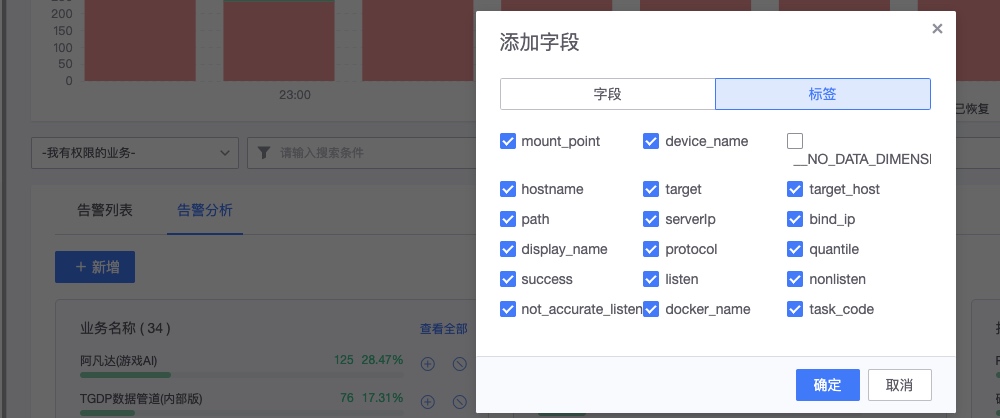 200
250
200
150
100
50
0
23:00
已恢复
-我有权限的业务-
请输入搜索条件
告警列表 告警分析
+ 新增
业务名称 ( 34 ) 查看全部
阿凡达(游戏AI) 125 28.47%
TGDP数据管道(内部版) 76 17.31%
添加字段
字段 标签
mount_point device_name
__NO_DATA_DIMENSI
hostname target target_host
path serverIp bind_ip
display_name protocol quantile
success listen nonlisten
not_accurate_listen docker_name task_code
确定 取消